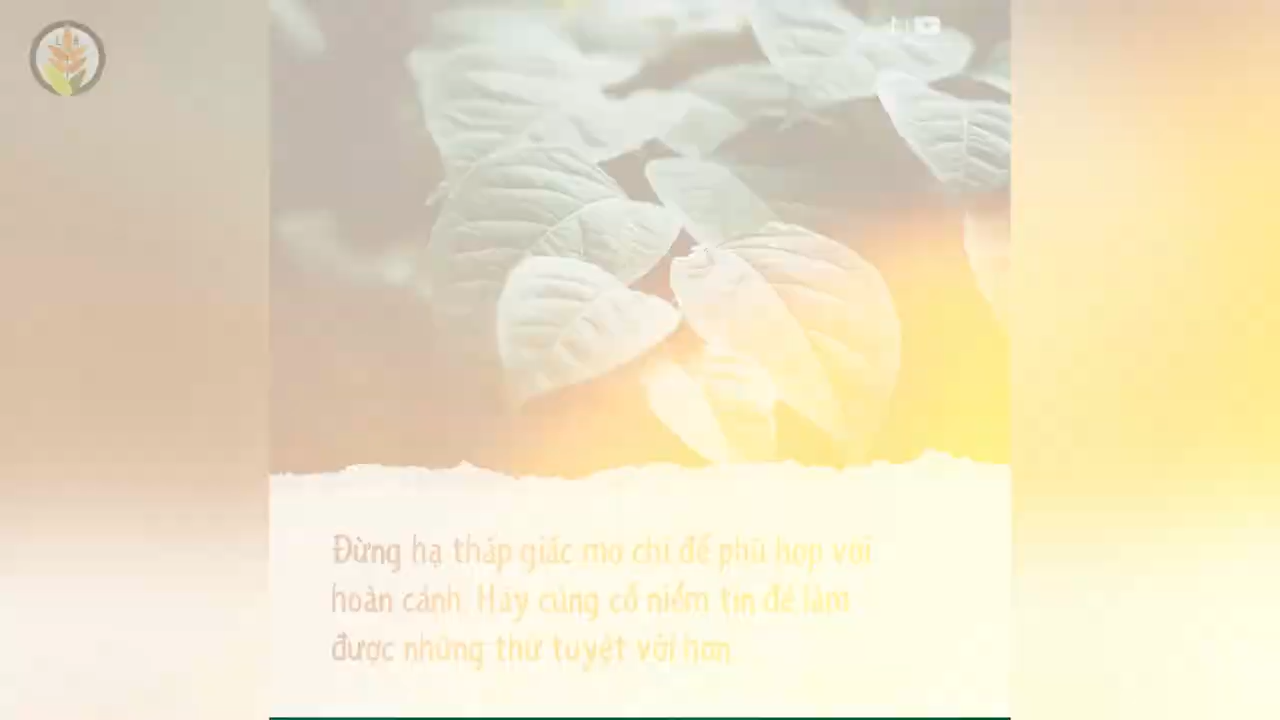 Đừng hạ thấp giấc mơ chỉ để phù hợp với
hoàn cảnh. Hãy củng cố niềm tin để làm
được những thứ tuyệt vời hơn.